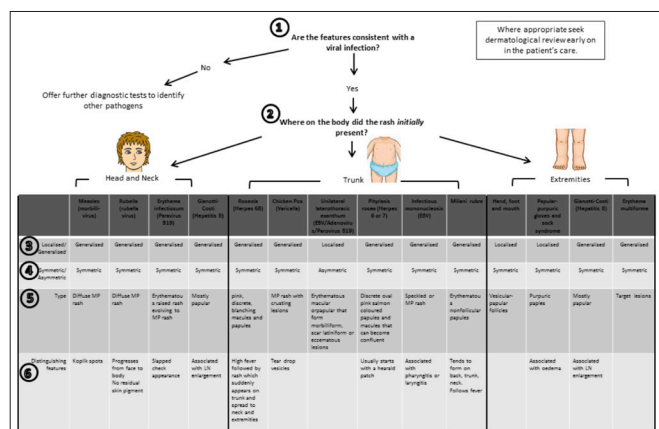 1
Are the features consistent with a
viral infection?
Where appropriate seek
dermatological review early on
in the patient's care.
No
Yes
Offer further diagnostic tests to identify
other pathogens
2
Where on the body did the rash initially
present?
Head and Neck
Trunk
Extremities
Measles
(morbilli-
virus)
Rubella
(rubella
virus)
Erythema
infectiosum
(Parovirus
B19)
Gianotti-
Costi
(Hepatitis B)
Roseola
(Herpes 6B)
Chicken Pox
(Varicella)
Unilateral
laterothoracic
exanthum
(EBV/Adenoviru
s/Parpovirus B19)
Pityriasis
rosea (Herpes
6 or 7)
Infectious
mononucleosis
(EBV)
Miliari rubra
Hand, foot
and mouth
Papular-
purpuric
gloves and
sock
syndrome
Gianotti-Costi
(Hepatitis B)
Erythema
multiforme
3
Localised/
Generalised
Generalised
Generalised
Generalised
Generalised
Generalised
Generalised
Localised
Generalised
Generalised
Generalised
Localised
Localised
Generalised
Generalised
4
Symmetric/
Asymmetric
Symmetric
Symmetric
Symmetric
Symmetric
Symmetric
Symmetric
Asymmetric
Symmetric
Symmetric
Symmetric
Symmetric
Symmetric
Symmetric
Symmetric
5
Type
Diffuse MP
rash
Diffuse MP
rash
Erythematou
s raised rash
evolving to
MP rash
Mostly
papular
pink,
discrete,
blanching
macules and
papules
MP rash with
crusting
lesions
Erythematous
macular
orpapular that
form
morbilliform,
scar latiniform or
eczematous
lesions
Discrete oval
pink salmon
coloured
papules and
macules that
can become
confluent
Speckled or
MP rash
Erythematou
s
nonfollicular
papules
Vesicular-
papular
follicies
Purpuric
paples
Mostly
papular
Target lesions
6
Distinguishing
features
Koplik spots
Progresses
from face to
body
No residual
skin pigment
Slapped
check
appearance
Associated
with LN
enlargement
High fever
followed by
rash which
suddenly
appears on
trunk and
spread to
neck and
extremities
Tear drop
vesicles
Usually starts
with a hearald
patch
Associated
with
pharyngitis or
laryngitis
Tends to
form on
back, trunk,
neck.
Follows fever
Associated
with oedema
Associated
with LN
enlargement